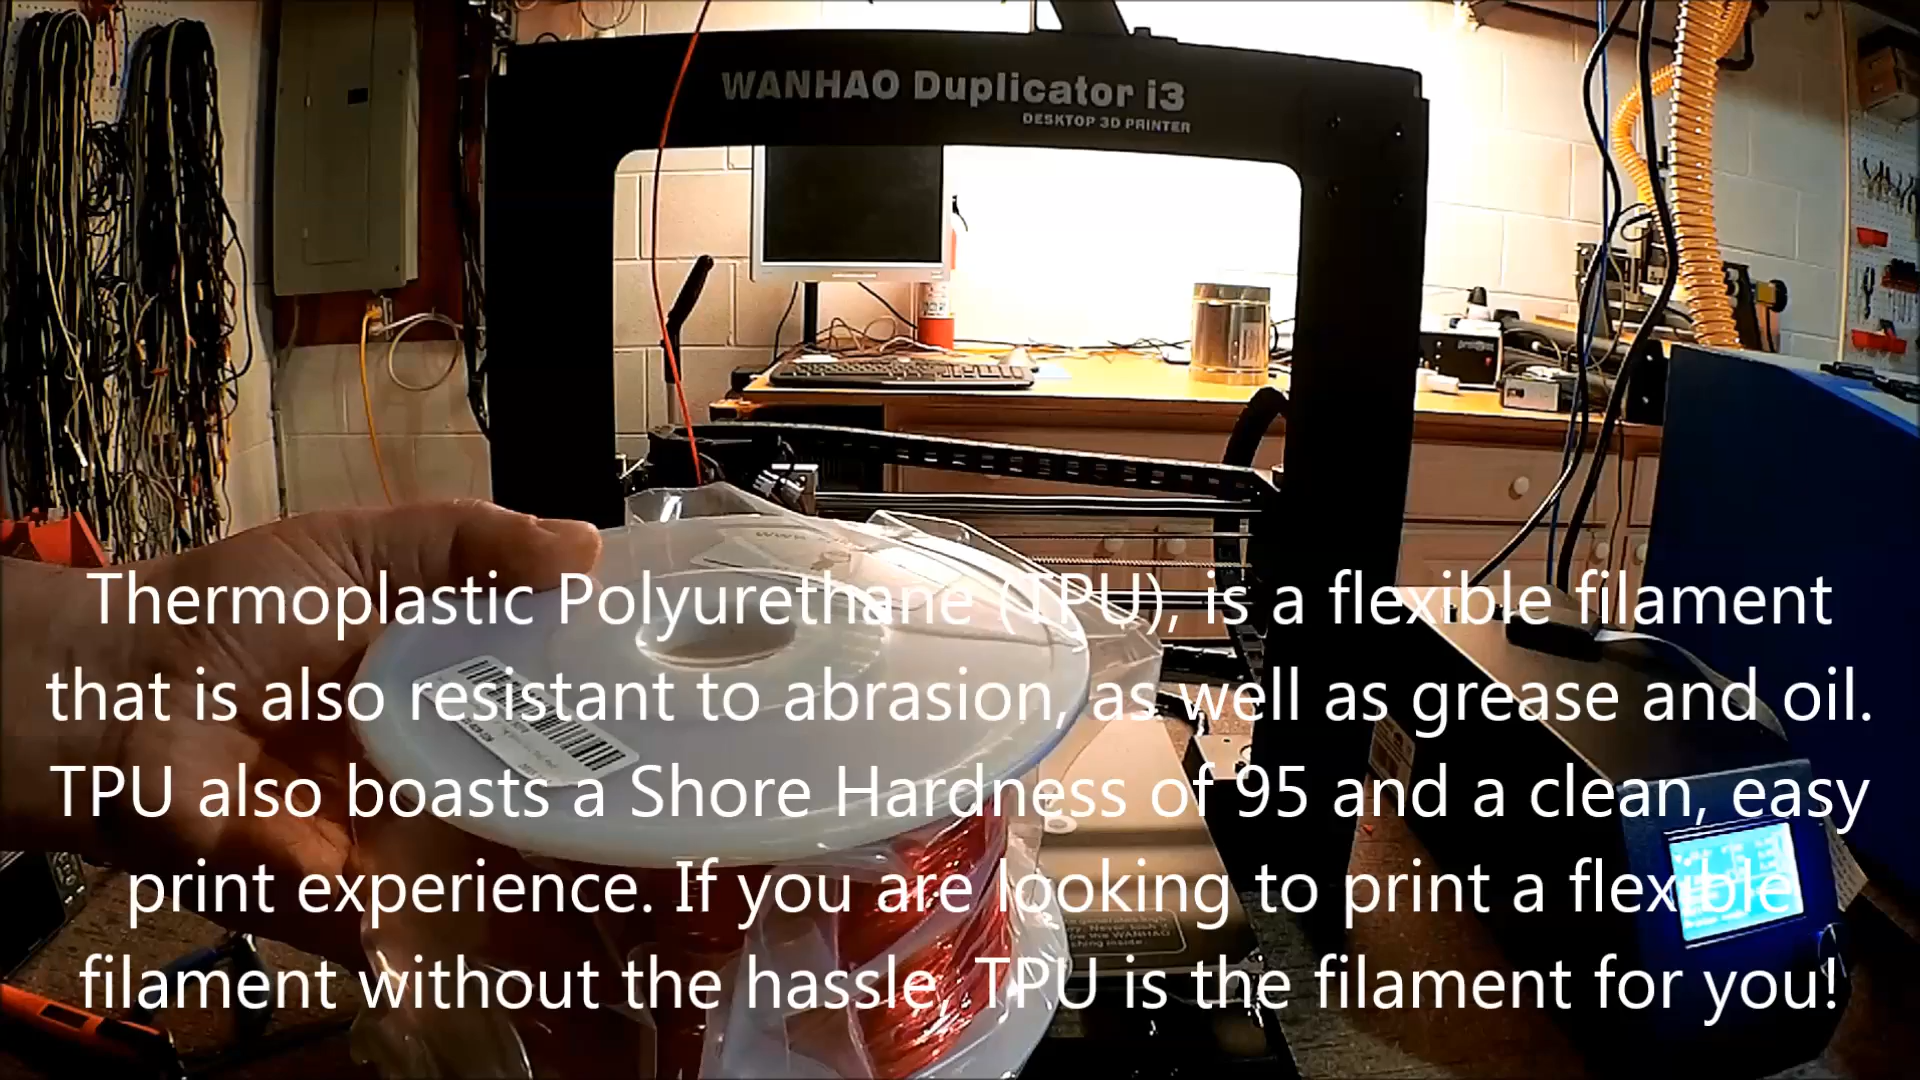 WANHAO Duplicator i3
DESKTOP 3D PRINTER
Thermoplastic Polyurethane (TPU), is a flexible filament
that is also resistant to abrasion, as well as grease and oil.
TPU also boasts a Shore Hardness of 95 and a clean, easy
print experience. If you are looking to print a flexible
filament without the hassle, TPU is the filament for you!